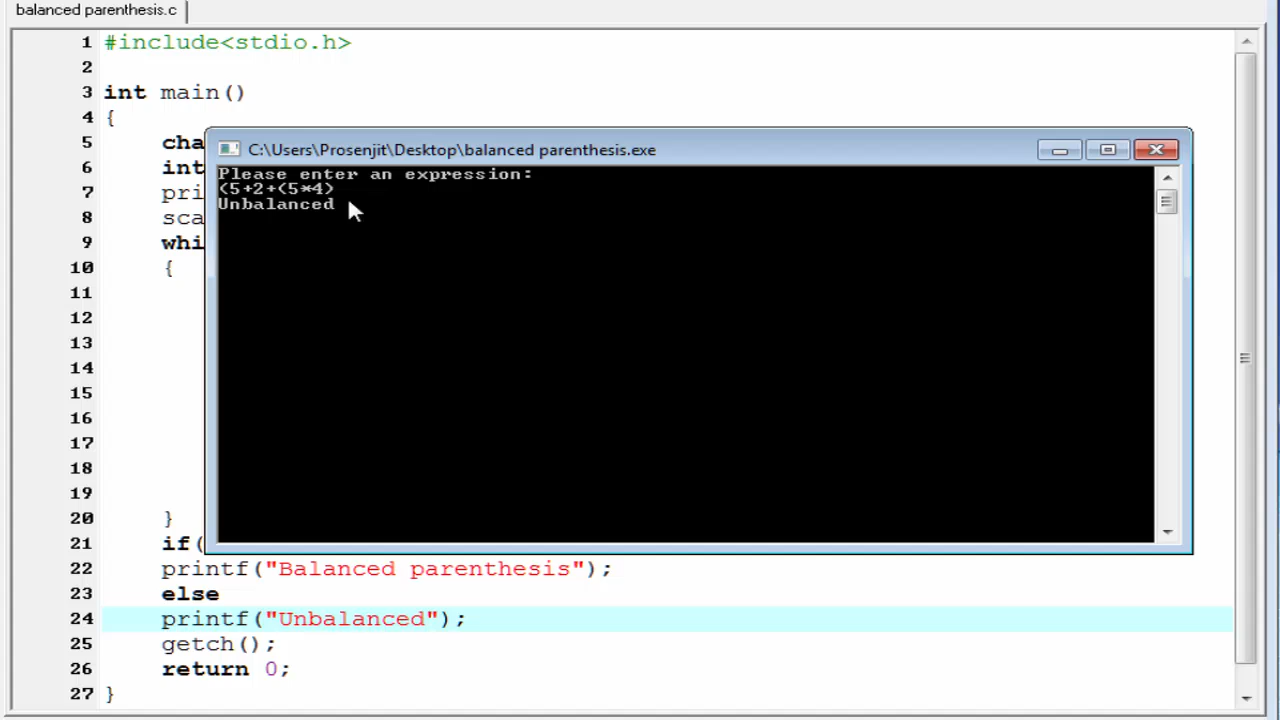 balanced parenthesis.c
1 #include<stdio.h>
2
3 int main()
4 {
5 cha
6 int
7 pri
8 sca
9 whi
10 {
11
12
13
14
15
16
17
18
19
20 }
21 if(
22 printf("Balanced parenthesis");
23 else
24 printf("Unbalanced");
25 getch();
26 return 0;
27 }
C:\Users\Prosenjit\Desktop\balanced parenthesis.exe
Please enter an expression:
(5+2+(5*4)
Unbalanced